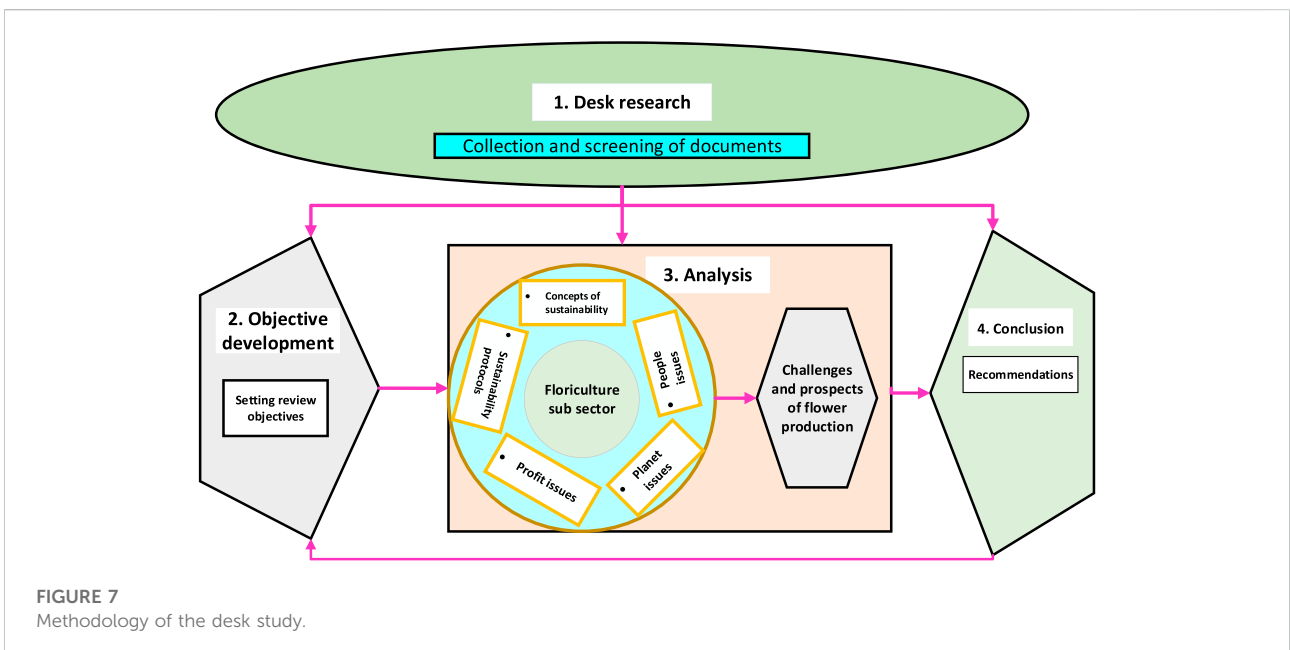 1. Desk research
Collection and screening of documents
2. Objective
development
Setting review
objectives
3. Analysis
• Concepts of
sustainability
• People
issues
• Planet
issues
• Profit issues
• Sustainability
protocols
Floriculture
sub sector
Challenges
and prospects
of flower
production
4. Conclusion
Recommendations
FIGURE 7
Methodology of the desk study.